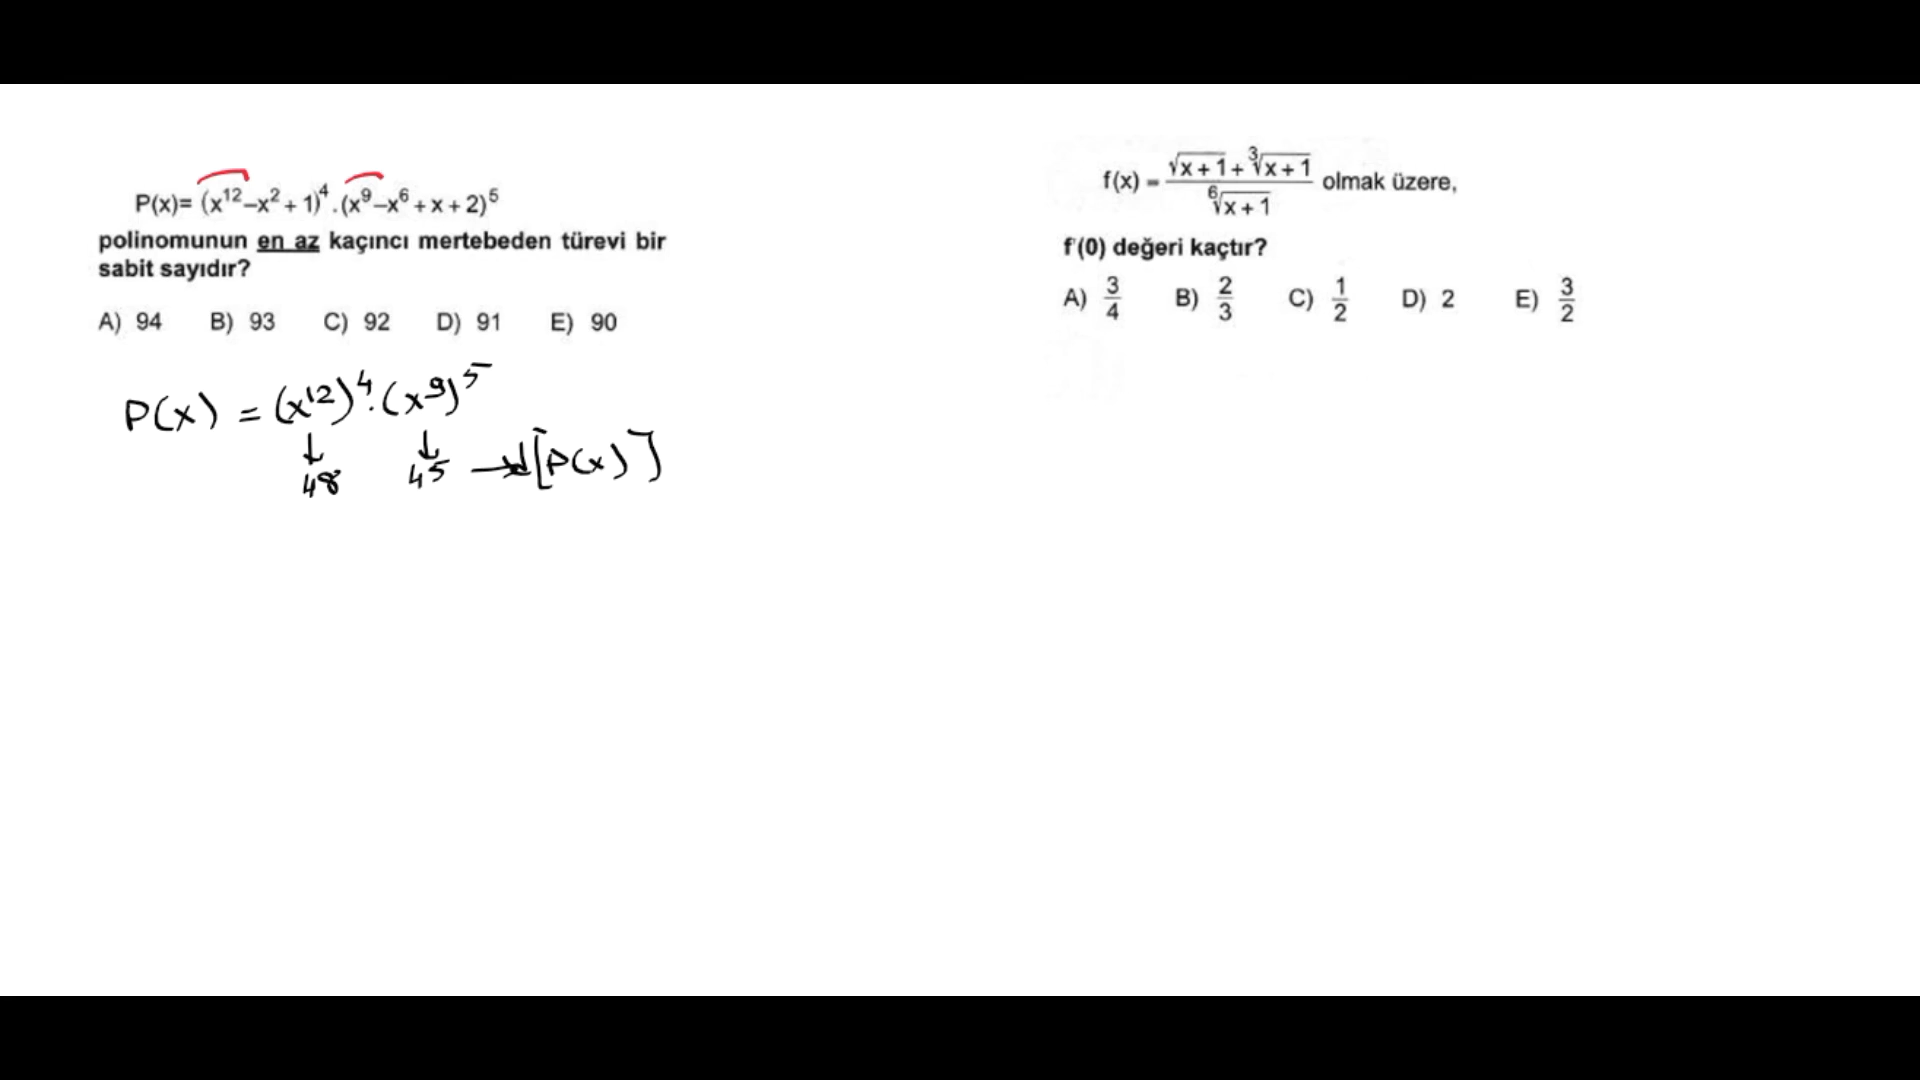 P(x)= (x¹²–x²+1)⁴.(x⁹–x⁶+x+2)⁵
polinomunun en az kaçıncı mertebeden türevi bir
sabit sayıdır?
A) 94 B) 93 C) 92 D) 91 E) 90
P(x) = (x¹²)⁴.(x⁹)⁵
↓ ↓
48 45 → d[P(x)]
f(x) = (√(x+1) + ∛(x+1)) / ⁶√(x+1) olmak üzere,
f'(0) değeri kaçtır?
A) 3/4 B) 2/3 C) 1/2 D) 2 E) 3/2